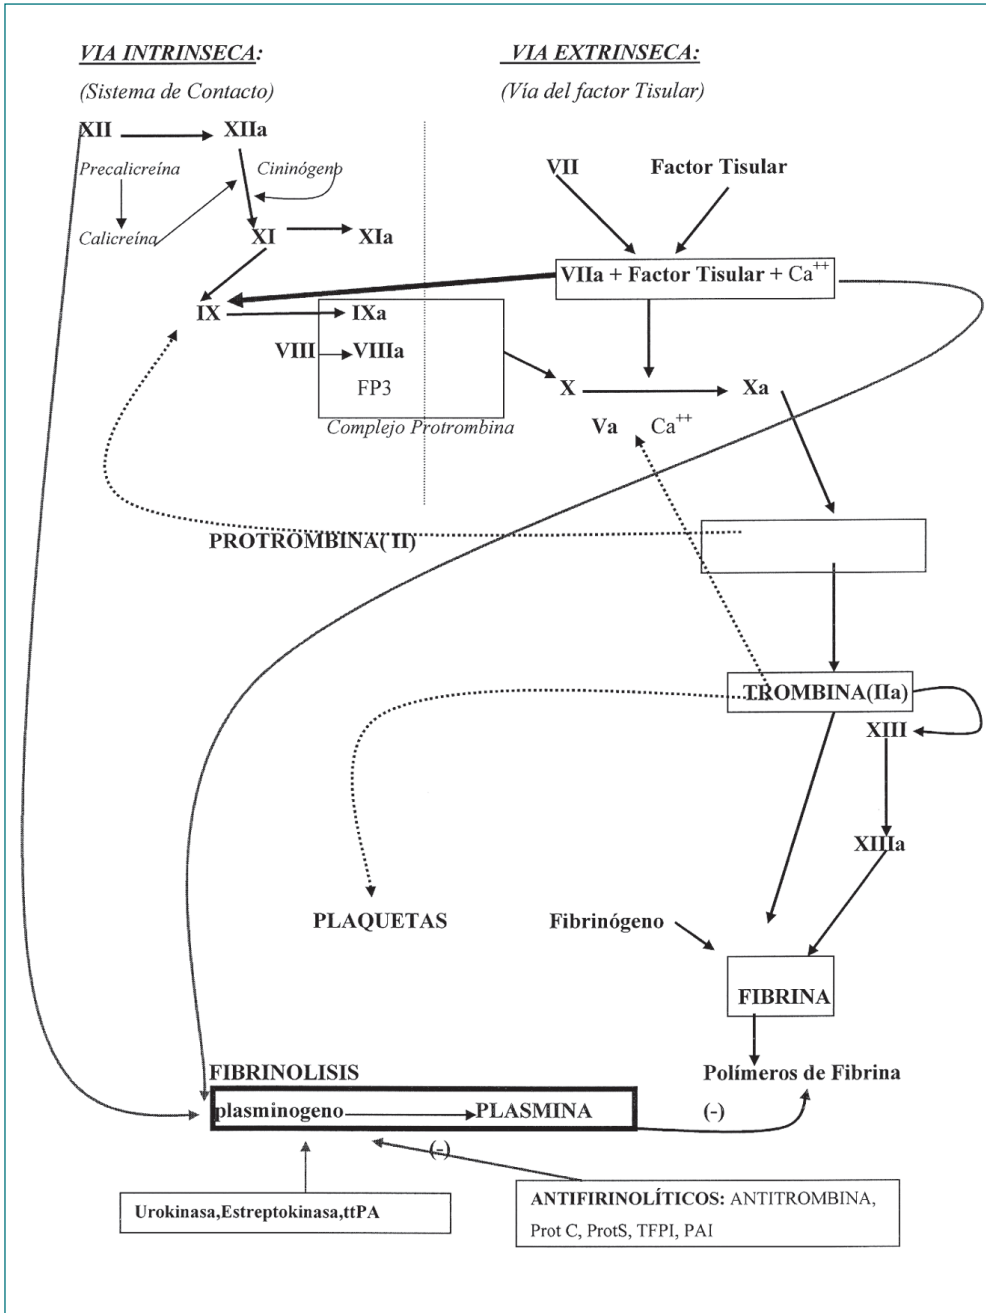 VIA INTRINSECA:
VIA EXTRINSECA:
(Sistema de Contacto)
(Vía del factor Tisular)
XII
XIIa
Precalicreína
Cininógeno
VII
Factor Tisular
Calicreína
XI
XIa
VIIa + Factor Tisular + Ca++
IX
IXa
VIII
VIIIa
FP3
X
Xa
Complejo Protrombina
Va
Ca++
PROTROMBINA( II)
TROMBINA(IIa)
XIII
XIIIa
PLAQUETAS
Fibrinógeno
FIBRINA
FIBRINOLISIS
Polímeros de Fibrina
plasminogeno
PLASMINA
(-)
(-)
Urokinasa,Estreptokinasa,ttPA
ANTIFIRINOLÍTICOS: ANTITROMBINA,
Prot C, ProtS, TFPI, PAI